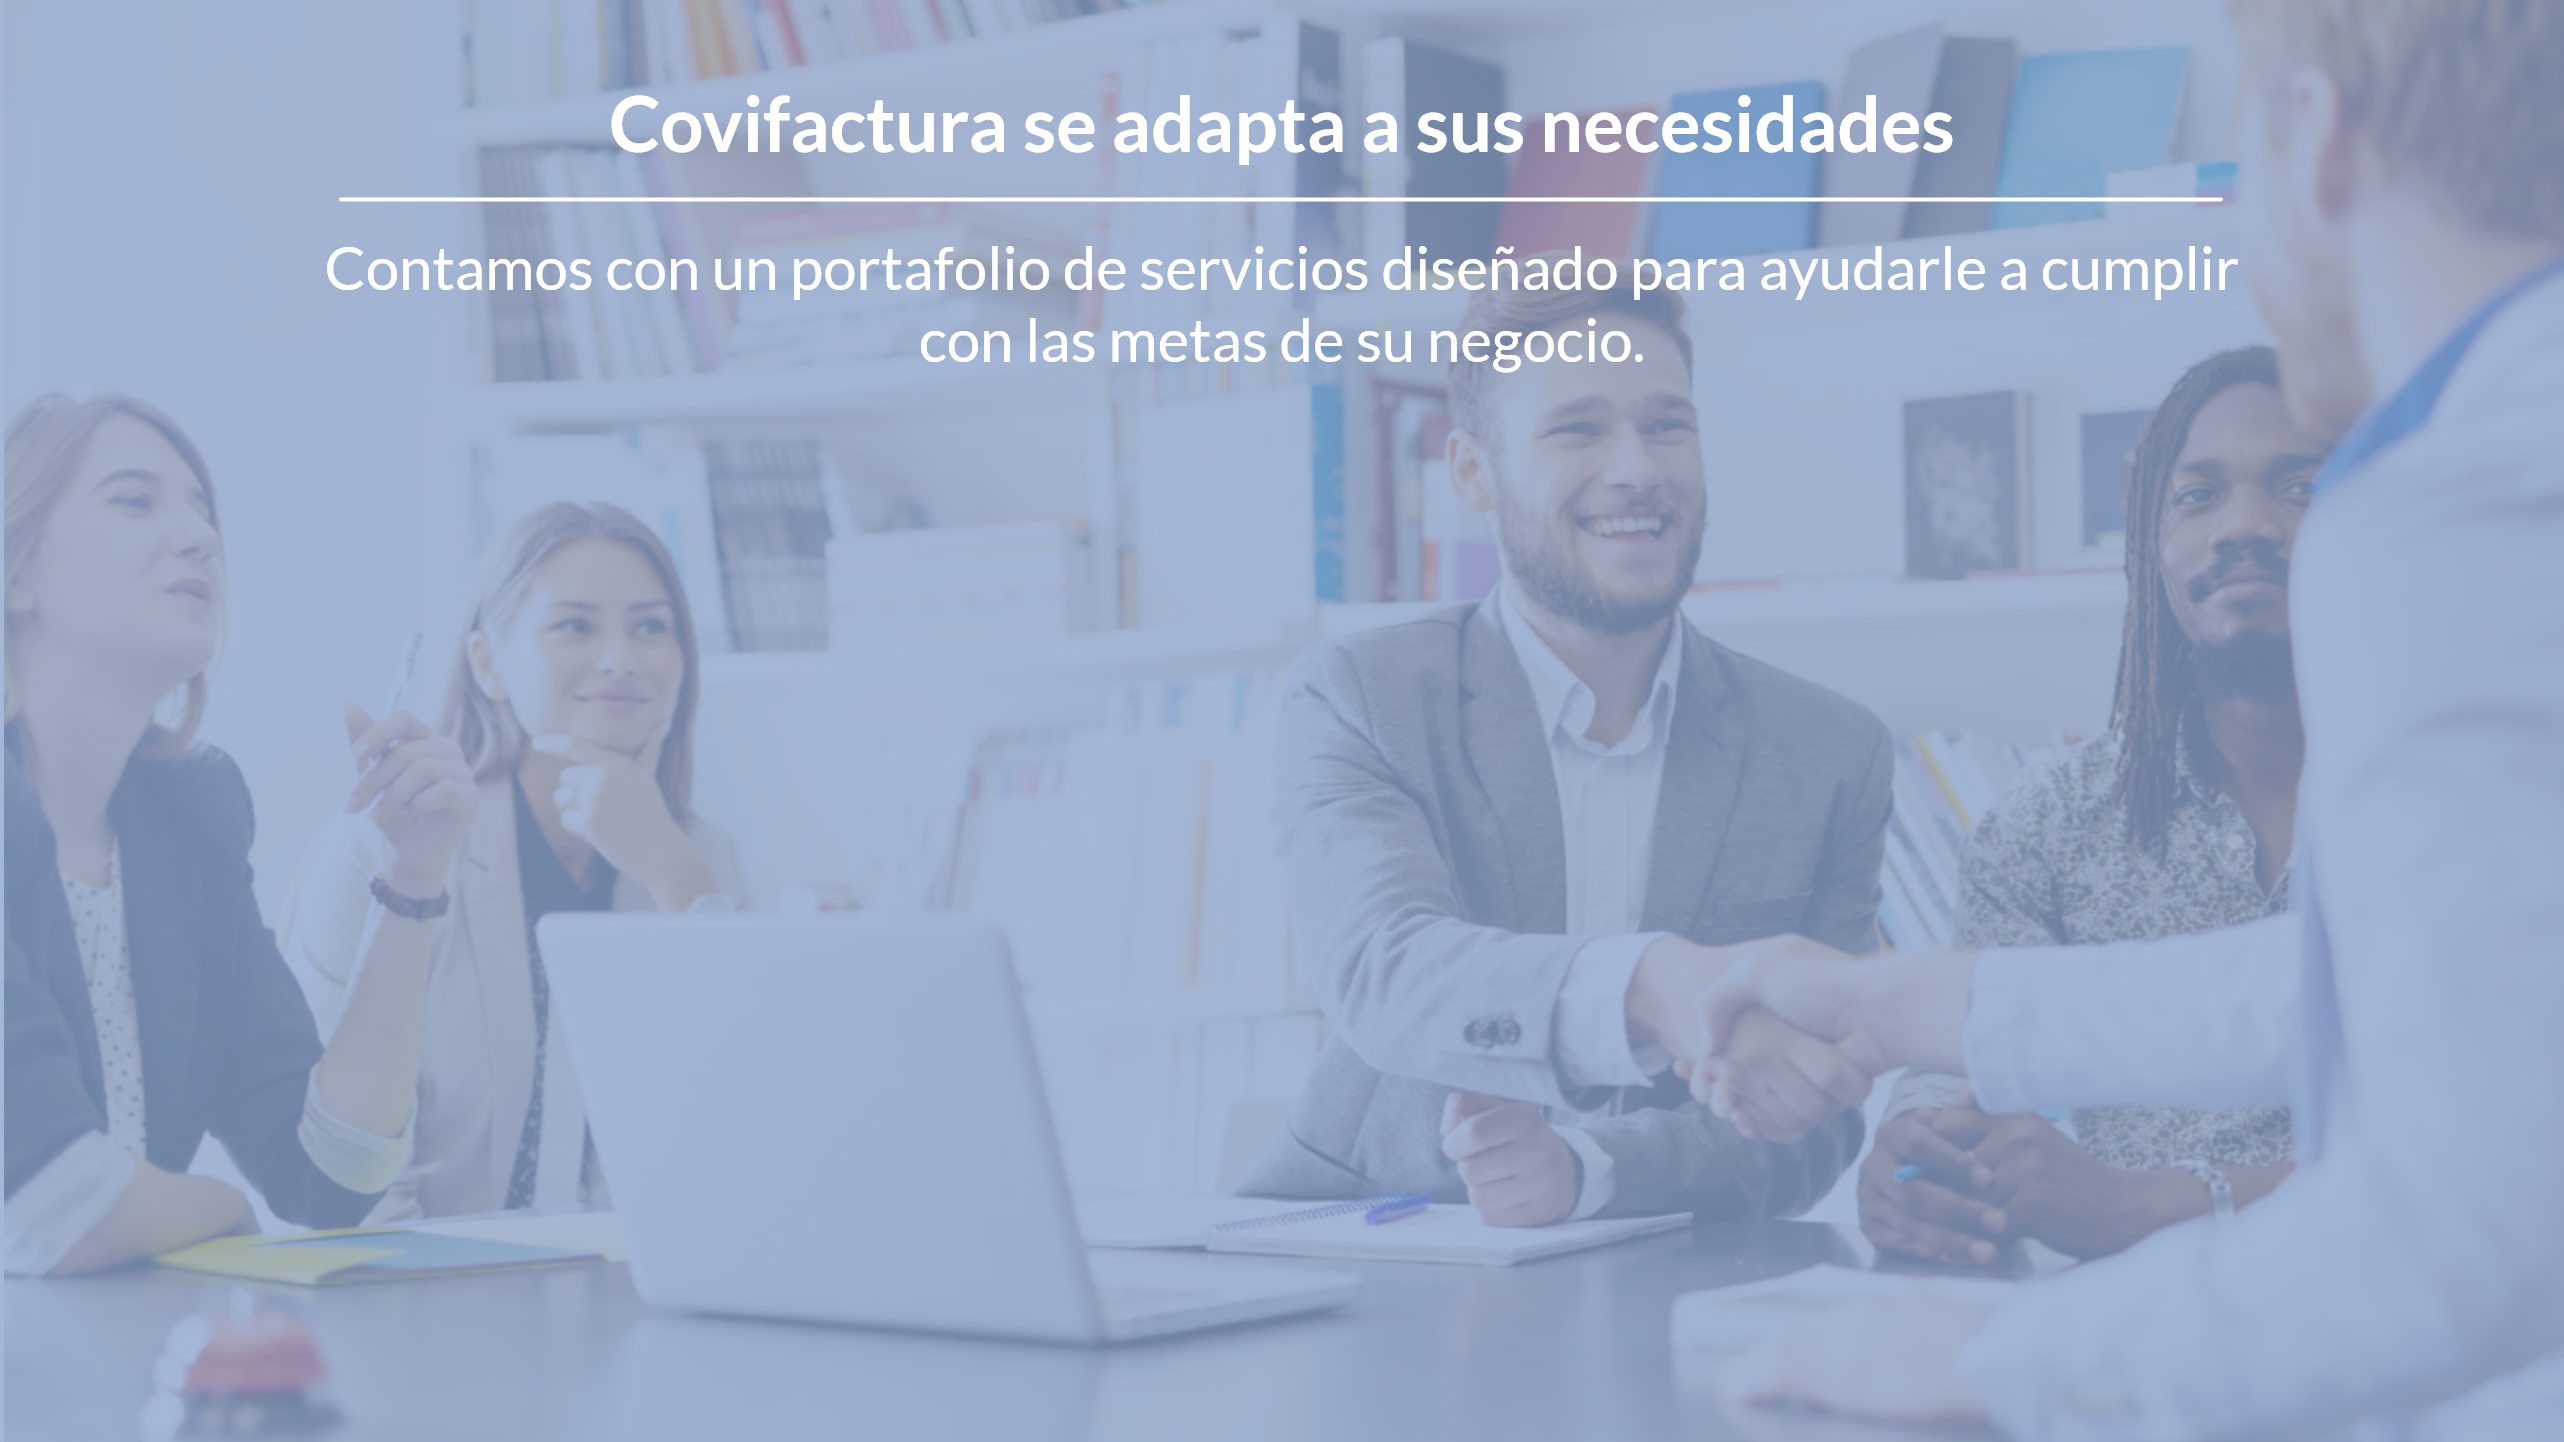 Covifactura se adapta a sus necesidades
Contamos con un portafolio de servicios diseñado para ayudarle a cumplir
con las metas de su negocio.